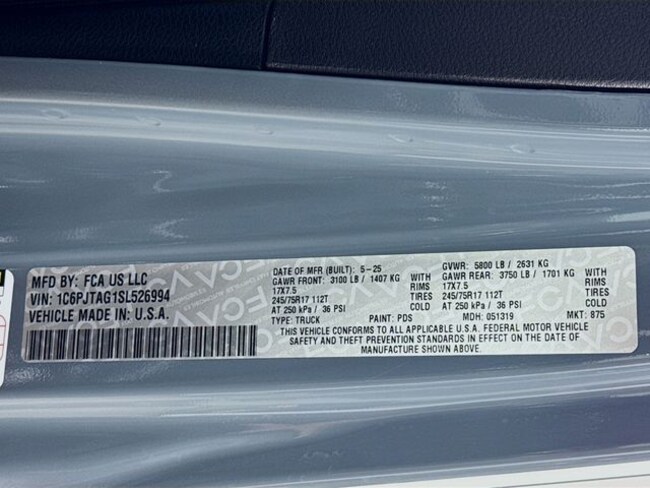 MFD BY: FCA US LLC
VIN: 1C6PJTAG1SL526994
VEHICLE MADE IN: U.S.A.
DATE OF MFR (BUILT): 5-25
GVWR: 5800 LB / 2631 KG
GAWR FRONT: 3100 LB / 1407 KG WITH
GAWR REAR: 3750 LB / 1701 KG WITH
17X7.5 RIMS
17X7.5 RIMS
245/75R17 112T TIRES
245/75R17 112T TIRES
AT 250 kPa / 36 PSI COLD
AT 250 kPa / 36 PSI COLD
TYPE: TRUCK PAINT: PDS MDH: 051319 MKT: 875
THIS VEHICLE CONFORMS TO ALL APPLICABLE U.S.A. FEDERAL MOTOR VEHICLE
SAFETY AND THEFT PREVENTION STANDARDS IN EFFECT ON THE DATE OF
MANUFACTURE SHOWN ABOVE.